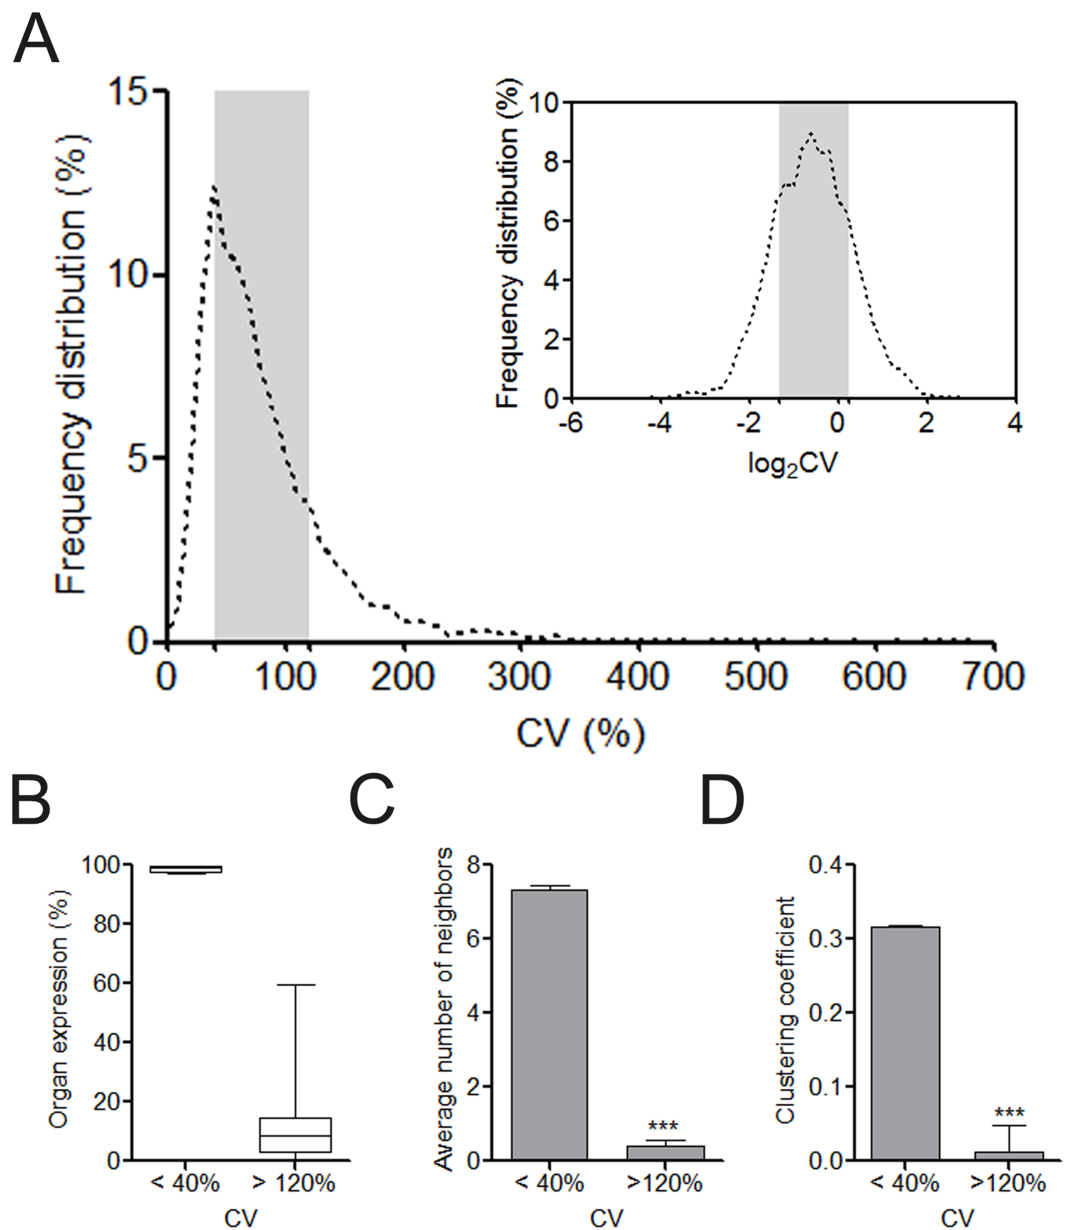 A
Frequency distribution (%)
15
10
5
0
0 100 200 300 400 500 600 700
CV (%)
Frequency distribution (%)
10
8
6
4
2
0
-6 -4 -2 0 2 4
log₂CV
B
Organ expression (%)
100
80
60
40
20
0
< 40% > 120%
CV
C
Average number of neighbors
8
6
4
2
0
***
< 40% >120%
CV
D
Clustering coefficient
0.4
0.3
0.2
0.1
0.0
***
< 40% >120%
CV